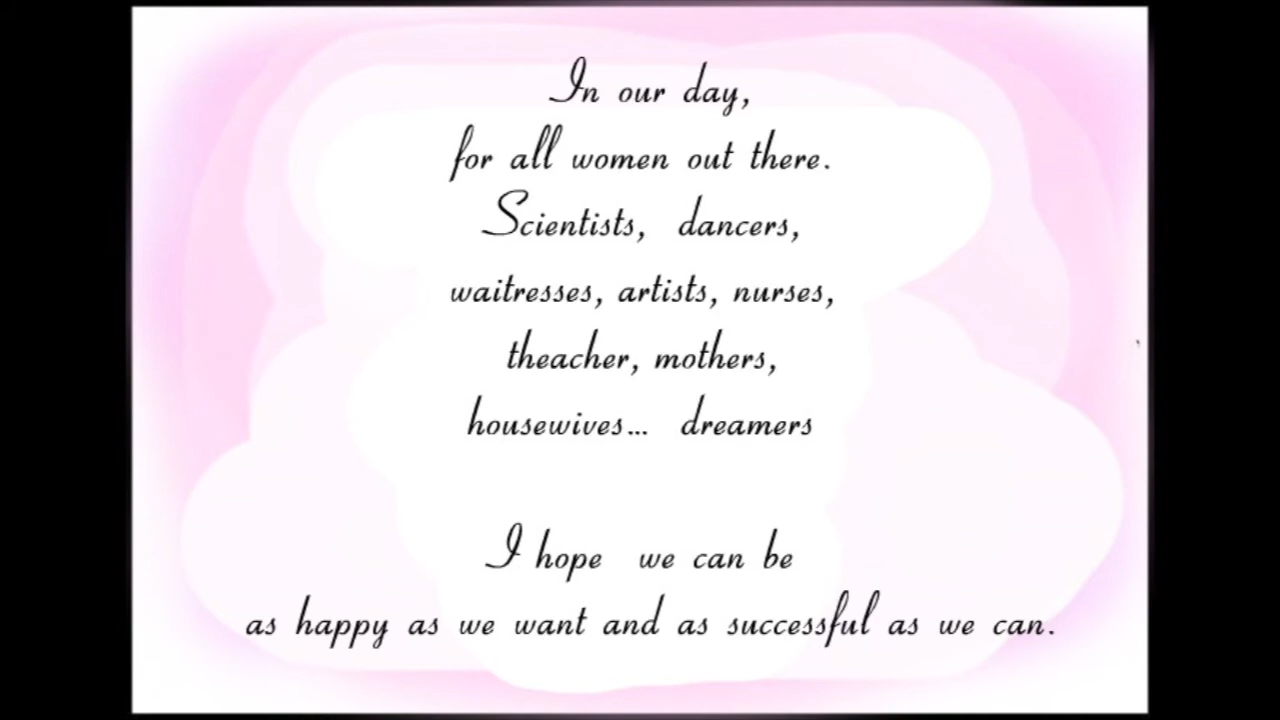 In our day,
for all women out there.
Scientists, dancers,
waitresses, artists, nurses,
theacher, mothers,
housewives... dreamers
I hope we can be
as happy as we want and as successful as we can.